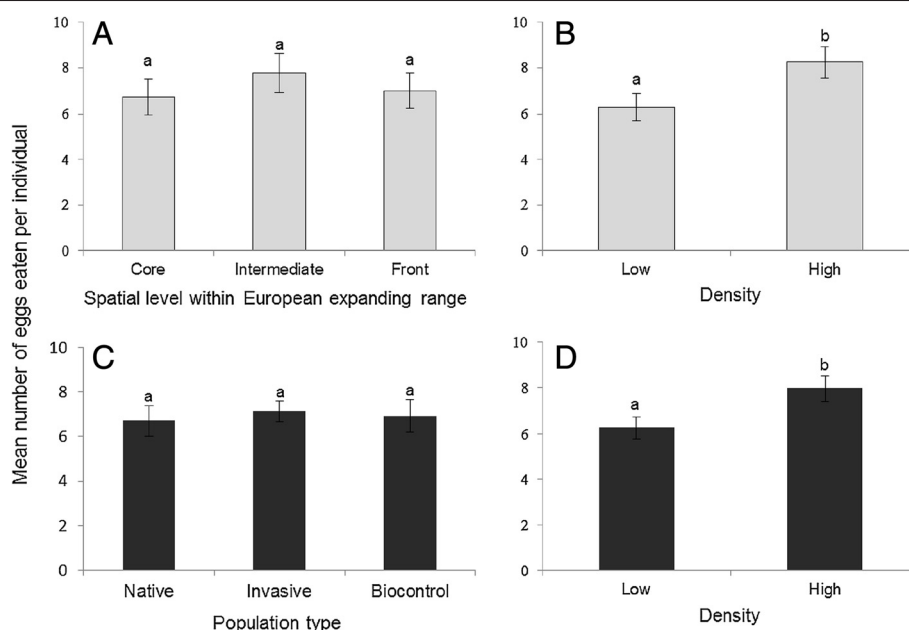 Mean number of eggs eaten per individual
A
10
8
6
4
2
0
a
a
a
Core Intermediate Front
Spatial level within European expanding range
B
10
8
6
4
2
0
a
b
Low High
Density
C
10
8
6
4
2
0
a
a
a
Native Invasive Biocontrol
Population type
D
10
8
6
4
2
0
a
b
Low High
Density